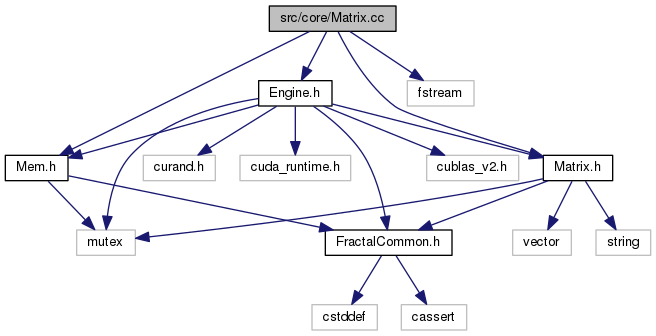 src/core/Matrix.cc
Engine.h
fstream
Mem.h
curand.h
cuda_runtime.h
cublas_v2.h
Matrix.h
mutex
FractalCommon.h
vector
string
cstddef
cassert